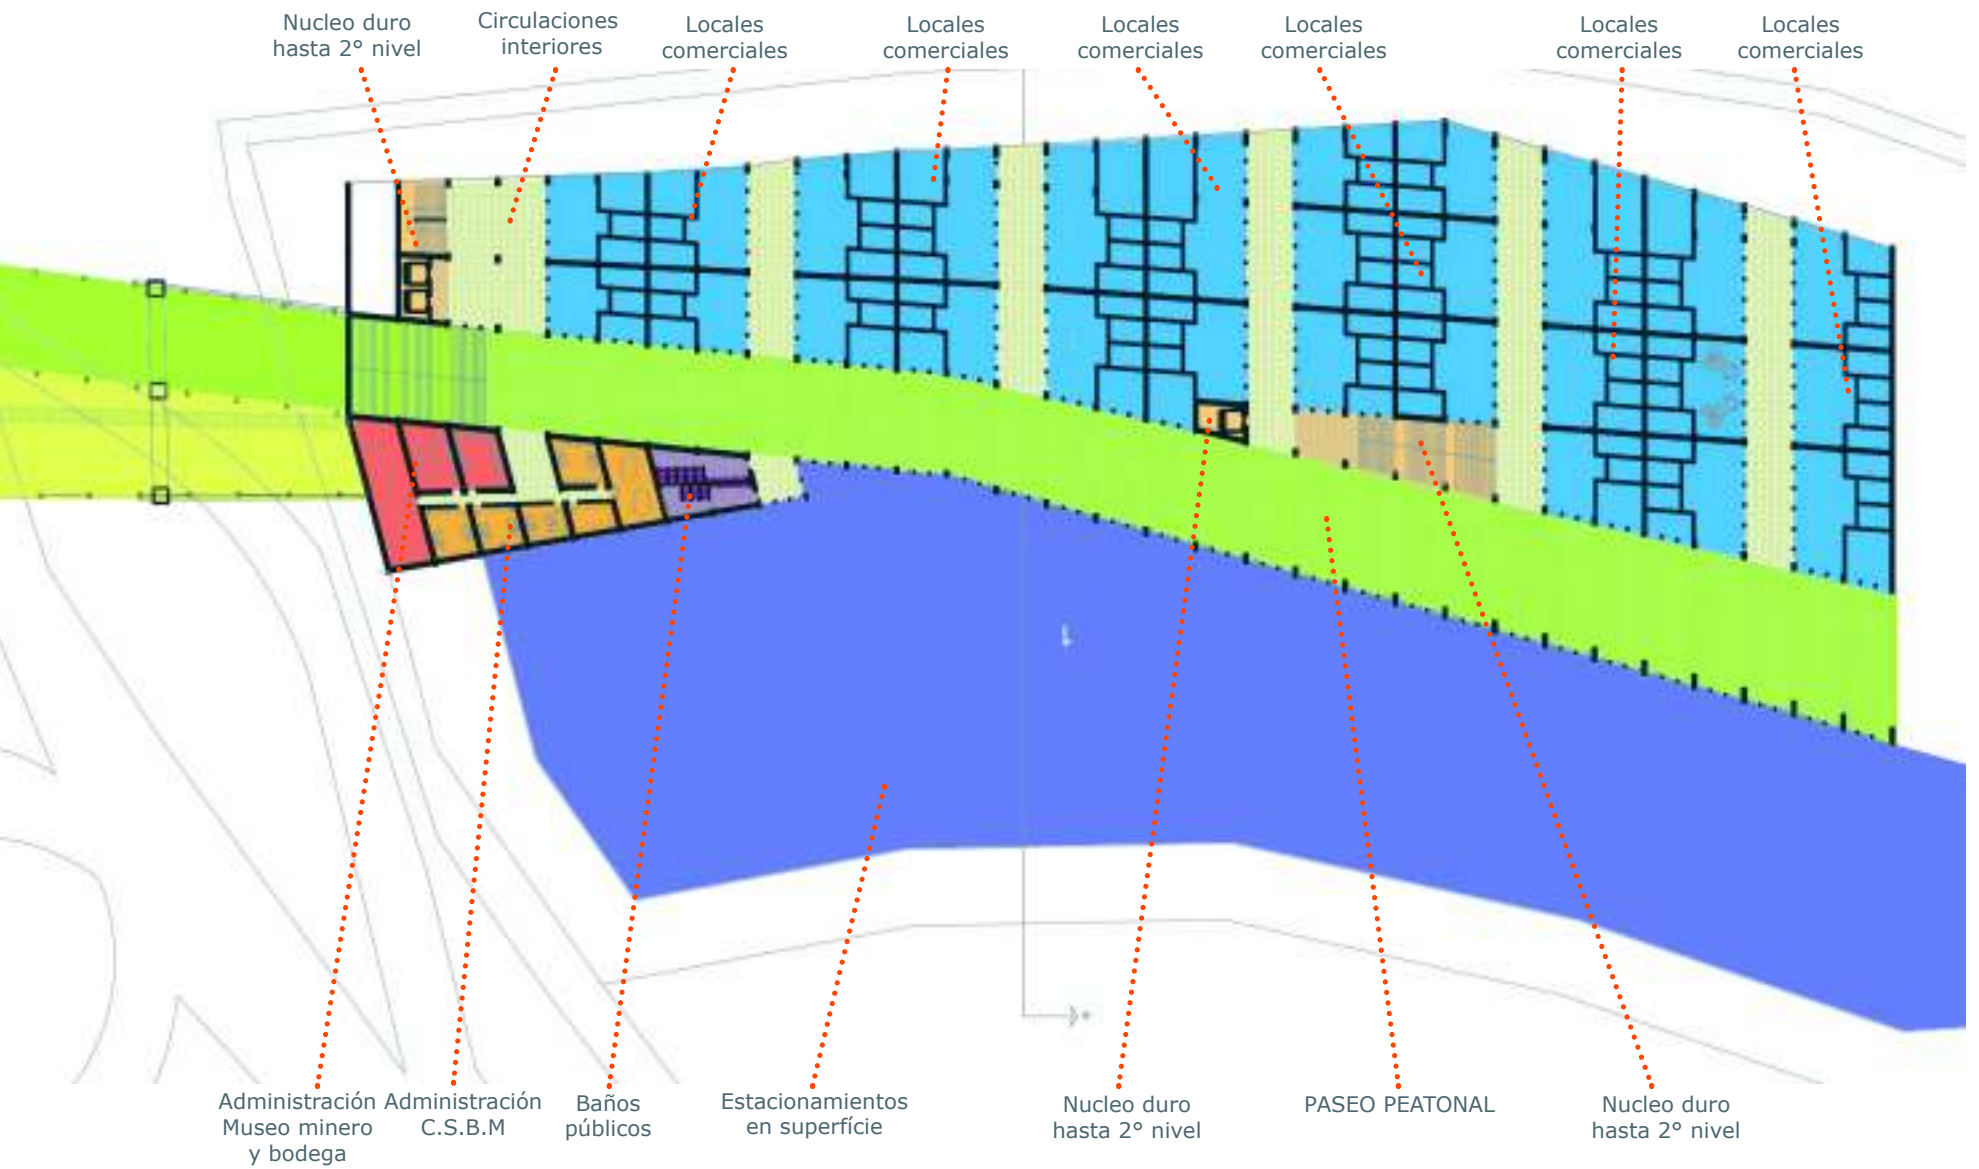 Nucleo duro
hasta 2° nivel
Circulaciones
interiores
Locales
comerciales
Locales
comerciales
Locales
comerciales
Locales
comerciales
Locales
comerciales
Locales
comerciales
Administración
Museo minero
y bodega
Administración
C.S.B.M
Baños
públicos
Estacionamientos
en superfície
Nucleo duro
hasta 2° nivel
PASEO PEATONAL
Nucleo duro
hasta 2° nivel